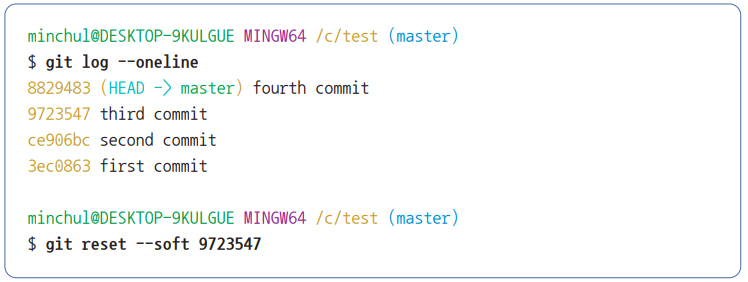 minchul@DESKTOP-9KULGUE MINGW64 /c/test (master)
$ git log --oneline
8829483 (HEAD -> master) fourth commit
9723547 third commit
ce906bc second commit
3ec0863 first commit
minchul@DESKTOP-9KULGUE MINGW64 /c/test (master)
$ git reset --soft 9723547